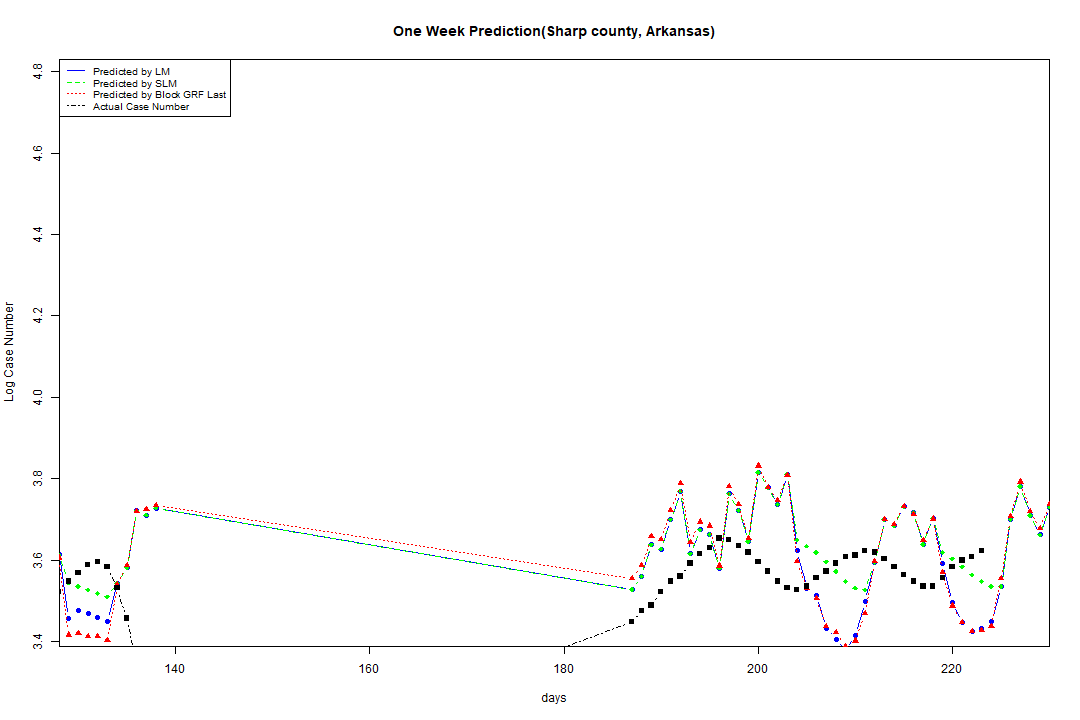 One Week Prediction(Sharp county, Arkansas)
Predicted by LM
Predicted by SLM
Predicted by Block GRF Last
Actual Case Number
4.8
4.6
4.4
4.2
4.0
3.8
3.6
3.4
Log Case Number
140 160 180 200 220
days